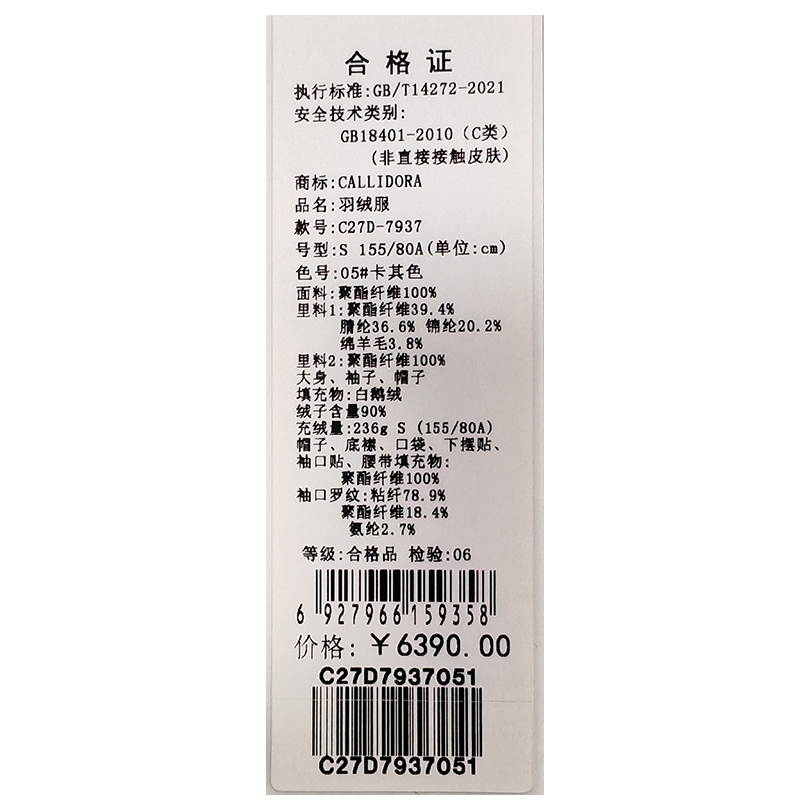 合格证
执行标准:GB/T14272-2021
安全技术类别:
GB18401-2010（C类）
(非直接接触皮肤)
商标:CALLIDORA
品名:羽绒服
款号:C27D-7937
号型:S 155/80A(单位:cm)
色号:05#卡其色
面料:聚酯纤维100%
里料1:聚酯纤维39.4%
腈纶36.6% 锦纶20.2%
绵羊毛3.8%
里料2:聚酯纤维100%
大身、袖子、帽子
填充物:白鹅绒
绒子含量90%
充绒量:236g S (155/80A)
帽子、底襟、口袋、下摆贴、
袖口贴、腰带填充物:
聚酯纤维100%
袖口罗纹:粘纤78.9%
聚酯纤维18.4%
氨纶2.7%
等级:合格品 检验:06
6 927966 159358
价格:￥6390.00
C27D7937051
C27D7937051